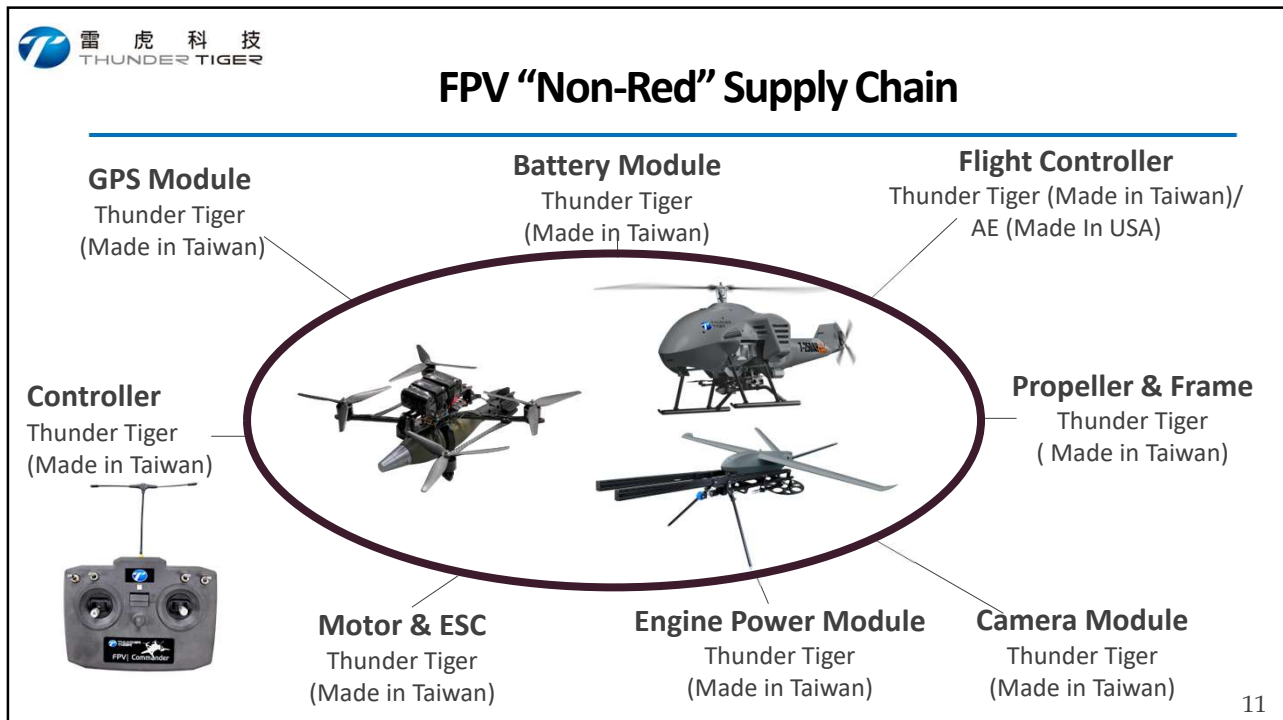 雷虎科技
THUNDER TIGER
FPV “Non-Red” Supply Chain
GPS Module
Thunder Tiger
(Made in Taiwan)
Battery Module
Thunder Tiger
(Made in Taiwan)
Flight Controller
Thunder Tiger (Made in Taiwan)/
AE (Made In USA)
Controller
Thunder Tiger
(Made in Taiwan)
Propeller & Frame
Thunder Tiger
( Made in Taiwan)
THUNDER
TIGER
FPV| Commander
Motor & ESC
Thunder Tiger
(Made in Taiwan)
Engine Power Module
Thunder Tiger
(Made in Taiwan)
Camera Module
Thunder Tiger
(Made in Taiwan)
11